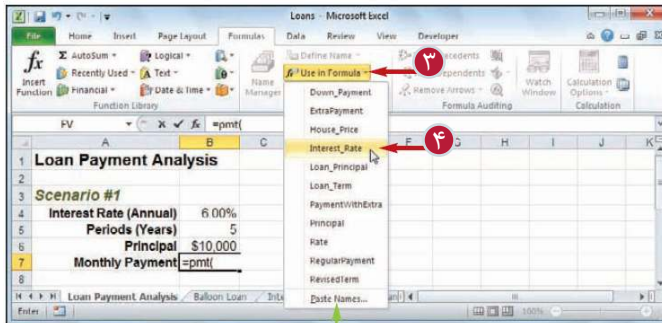 Loans - Microsoft Excel
File Home Insert Page Layout Formulas Data Review View Developer
fx Insert Function
Σ AutoSum
Recently Used
Financial
Logical
Text
Date & Time
Function Library
Name Manager
Define Name
Use in Formula
۳
Remove Arrows
Formula Auditing
Watch Window
Calculation Options
Calculation
PV fx =pmt(
A B C F H I J K
1 Loan Payment Analysis
2
3 Scenario #1
4 Interest Rate (Annual) 6.00%
5 Periods (Years) 5
6 Principal $10,000
7 Monthly Payment =pmt(
8
Down_Payment
ExtraPayment
House_Price
Interest_Rate
۴
Loan_Principal
Loan_Term
PaymentWithExtra
Principal
Rate
RegularPayment
RevisedTerm
Paste Names...
Loan Payment Analysis Balloon Loan
Enter 100%